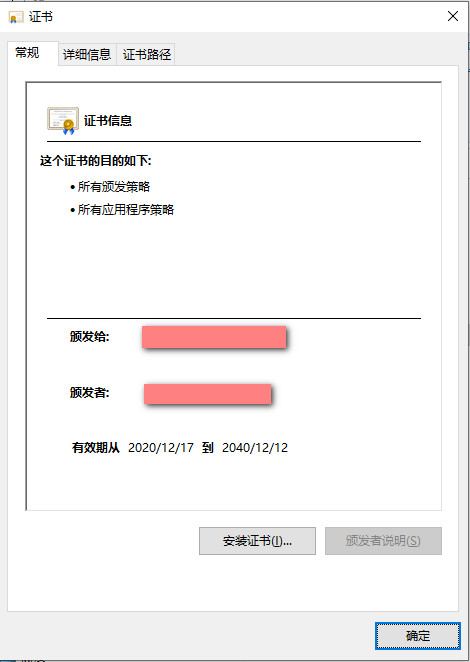 证书
常规 详细信息 证书路径
证书信息
这个证书的目的如下:
• 所有颁发策略
• 所有应用程序策略
颁发给:
颁发者:
有效期从 2020/12/17 到 2040/12/12
安装证书(I)... 颁发者说明(S)
确定